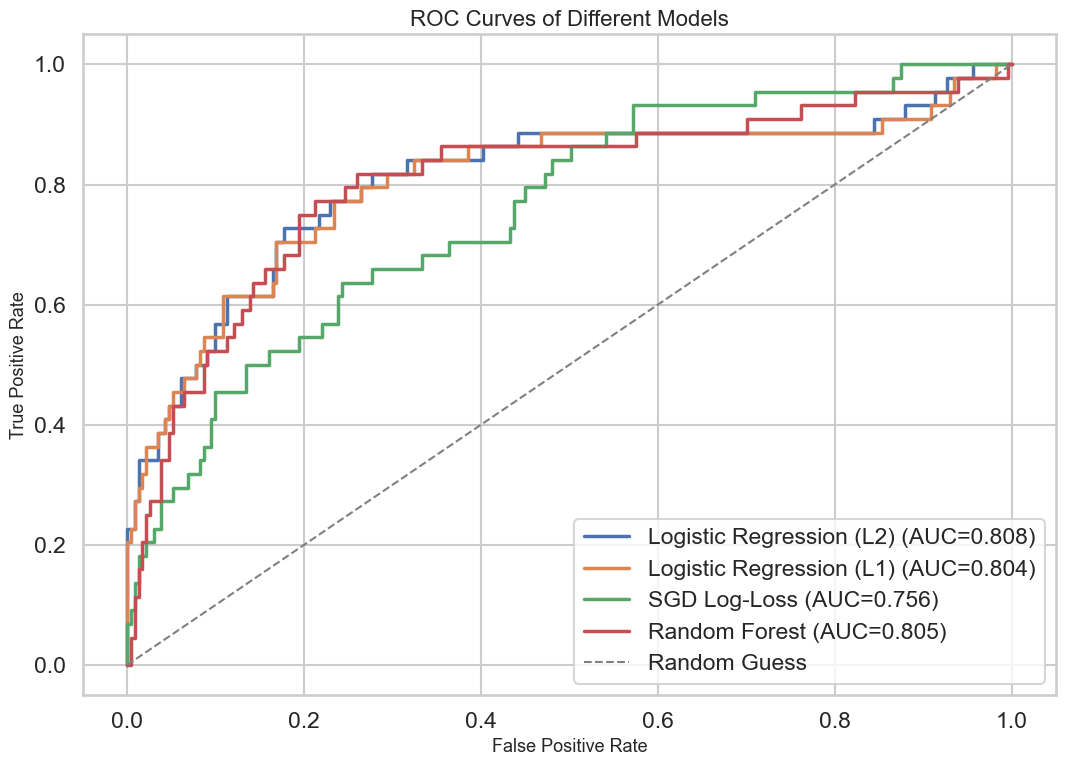 ROC Curves of Different Models
1.0
0.8
0.6
0.4
0.2
0.0
True Positive Rate
Logistic Regression (L2) (AUC=0.808)
Logistic Regression (L1) (AUC=0.804)
SGD Log-Loss (AUC=0.756)
Random Forest (AUC=0.805)
Random Guess
0.0 0.2 0.4 0.6 0.8 1.0
False Positive Rate